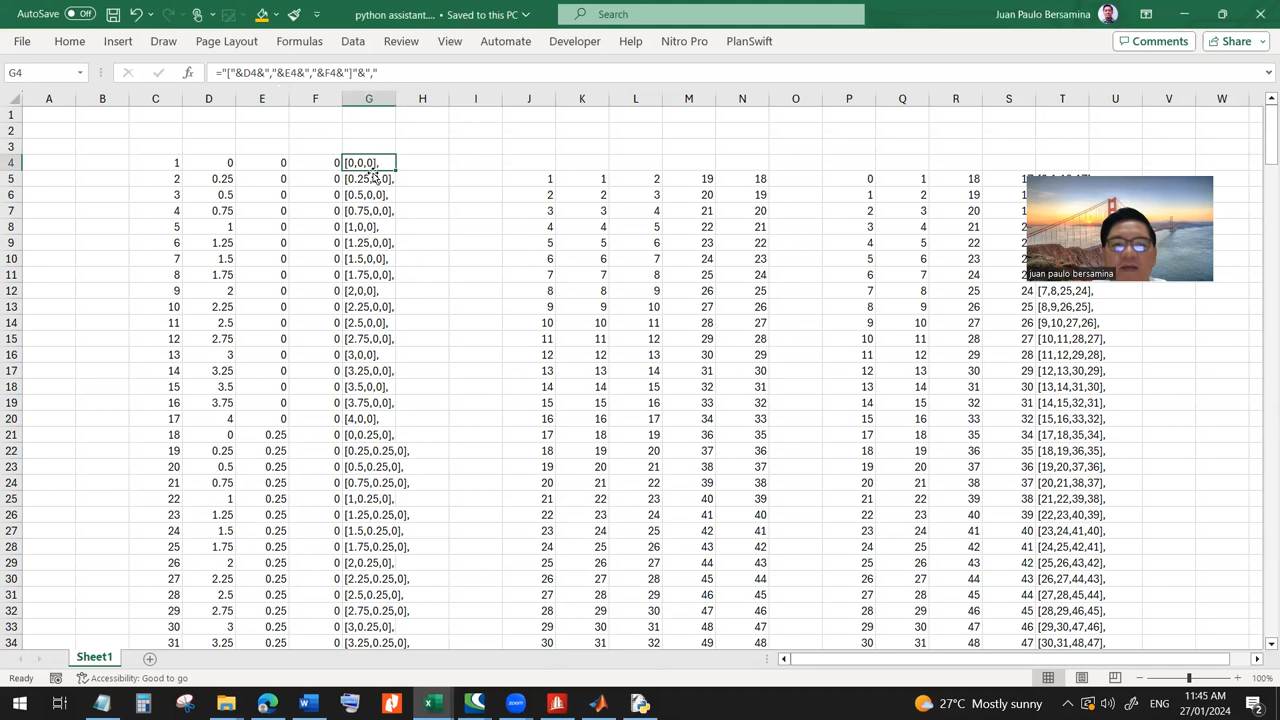 AutoSave Off python assistant.... • Saved to this PC Search Juan Paulo Bersamina
File Home Insert Draw Page Layout Formulas Data Review View Automate Developer Help Nitro Pro PlanSwift Comments Share
G4 fx ="["&D4&","&E4&","&F4&"]"&","
A B C D E F G H I J K L M N O P Q R S T U V W
1
2
3
4 1 0 0 0 [0,0,0],
5 2 0.25 0 0 [0.25,0,0], 1 1 2 19 18 0 1 18
6 3 0.5 0 0 [0.5,0,0], 2 2 3 20 19 1 2 19
7 4 0.75 0 0 [0.75,0,0], 3 3 4 21 20 2 3 20
8 5 1 0 0 [1,0,0], 4 4 5 22 21 3 4 21
9 6 1.25 0 0 [1.25,0,0], 5 5 6 23 22 4 5 22
10 7 1.5 0 0 [1.5,0,0], 6 6 7 24 23 5 6 23
11 8 1.75 0 0 [1.75,0,0], 7 7 8 25 24 6 7 24
juan paulo bersamina
12 9 2 0 0 [2,0,0], 8 8 9 26 25 7 8 25 24 [7,8,25,24],
13 10 2.25 0 0 [2.25,0,0], 9 9 10 27 26 8 9 26 25 [8,9,26,25],
14 11 2.5 0 0 [2.5,0,0], 10 10 11 28 27 9 10 27 26 [9,10,27,26],
15 12 2.75 0 0 [2.75,0,0], 11 11 12 29 28 10 11 28 27 [10,11,28,27],
16 13 3 0 0 [3,0,0], 12 12 13 30 29 11 12 29 28 [11,12,29,28],
17 14 3.25 0 0 [3.25,0,0], 13 13 14 31 30 12 13 30 29 [12,13,30,29],
18 15 3.5 0 0 [3.5,0,0], 14 14 15 32 31 13 14 31 30 [13,14,31,30],
19 16 3.75 0 0 [3.75,0,0], 15 15 16 33 32 14 15 32 31 [14,15,32,31],
20 17 4 0 0 [4,0,0], 16 16 17 34 33 15 16 33 32 [15,16,33,32],
21 18 0 0.25 0 [0,0.25,0], 17 18 19 36 35 17 18 35 34 [17,18,35,34],
22 19 0.25 0.25 0 [0.25,0.25,0], 18 19 20 37 36 18 19 36 35 [18,19,36,35],
23 20 0.5 0.25 0 [0.5,0.25,0], 19 20 21 38 37 19 20 37 36 [19,20,37,36],
24 21 0.75 0.25 0 [0.75,0.25,0], 20 21 22 39 38 20 21 38 37 [20,21,38,37],
25 22 1 0.25 0 [1,0.25,0], 21 22 23 40 39 21 22 39 38 [21,22,39,38],
26 23 1.25 0.25 0 [1.25,0.25,0], 22 23 24 41 40 22 23 40 39 [22,23,40,39],
27 24 1.5 0.25 0 [1.5,0.25,0], 23 24 25 42 41 23 24 41 40 [23,24,41,40],
28 25 1.75 0.25 0 [1.75,0.25,0], 24 25 26 43 42 24 25 42 41 [24,25,42,41],
29 26 2 0.25 0 [2,0.25,0], 25 26 27 44 43 25 26 43 42 [25,26,43,42],
30 27 2.25 0.25 0 [2.25,0.25,0], 26 27 28 45 44 26 27 44 43 [26,27,44,43],
31 28 2.5 0.25 0 [2.5,0.25,0], 27 28 29 46 45 27 28 45 44 [27,28,45,44],
32 29 2.75 0.25 0 [2.75,0.25,0], 28 29 30 47 46 28 29 46 45 [28,29,46,45],
33 30 3 0.25 0 [3,0.25,0], 29 30 31 48 47 29 30 47 46 [29,30,47,46],
34 31 3.25 0.25 0 [3.25,0.25,0], 30 31 32 49 48 30 31 48 47 [30,31,48,47],
Sheet1
Ready Accessibility: Good to go 100%
27°C Mostly sunny ENG 11:45 AM
27/01/2024